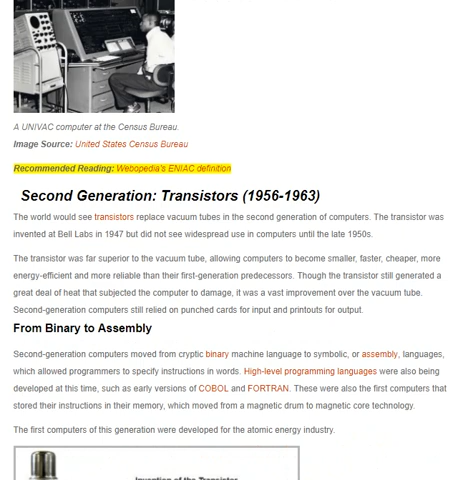 A UNIVAC computer at the Census Bureau.
Image Source: United States Census Bureau
Recommended Reading: Webopedia's ENIAC definition
Second Generation: Transistors (1956-1963)
The world would see transistors replace vacuum tubes in the second generation of computers. The transistor was
invented at Bell Labs in 1947 but did not see widespread use in computers until the late 1950s.
The transistor was far superior to the vacuum tube, allowing computers to become smaller, faster, cheaper, more
energy-efficient and more reliable than their first-generation predecessors. Though the transistor still generated a
great deal of heat that subjected the computer to damage, it was a vast improvement over the vacuum tube.
Second-generation computers still relied on punched cards for input and printouts for output.
From Binary to Assembly
Second-generation computers moved from cryptic binary machine language to symbolic, or assembly, languages,
which allowed programmers to specify instructions in words. High-level programming languages were also being
developed at this time, such as early versions of COBOL and FORTRAN. These were also the first computers that
stored their instructions in their memory, which moved from a magnetic drum to magnetic core technology.
The first computers of this generation were developed for the atomic energy industry.
Invention of the Transistor